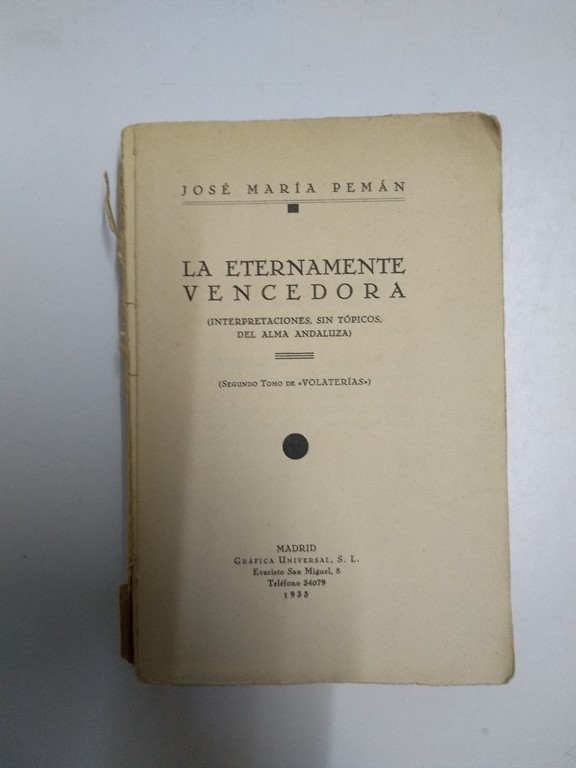 JOSÉ MARÍA PEMÁN
LA ETERNAMENTE
VENCEDORA
(INTERPRETACIONES, SIN TÓPICOS,
DEL ALMA ANDALUZA)
(SEGUNDO TOMO DE «VOLATERÍAS»)
MADRID
GRÁFICA UNIVERSAL, S. L.
Evaristo San Miguel, 8
Teléfono 34079
1933